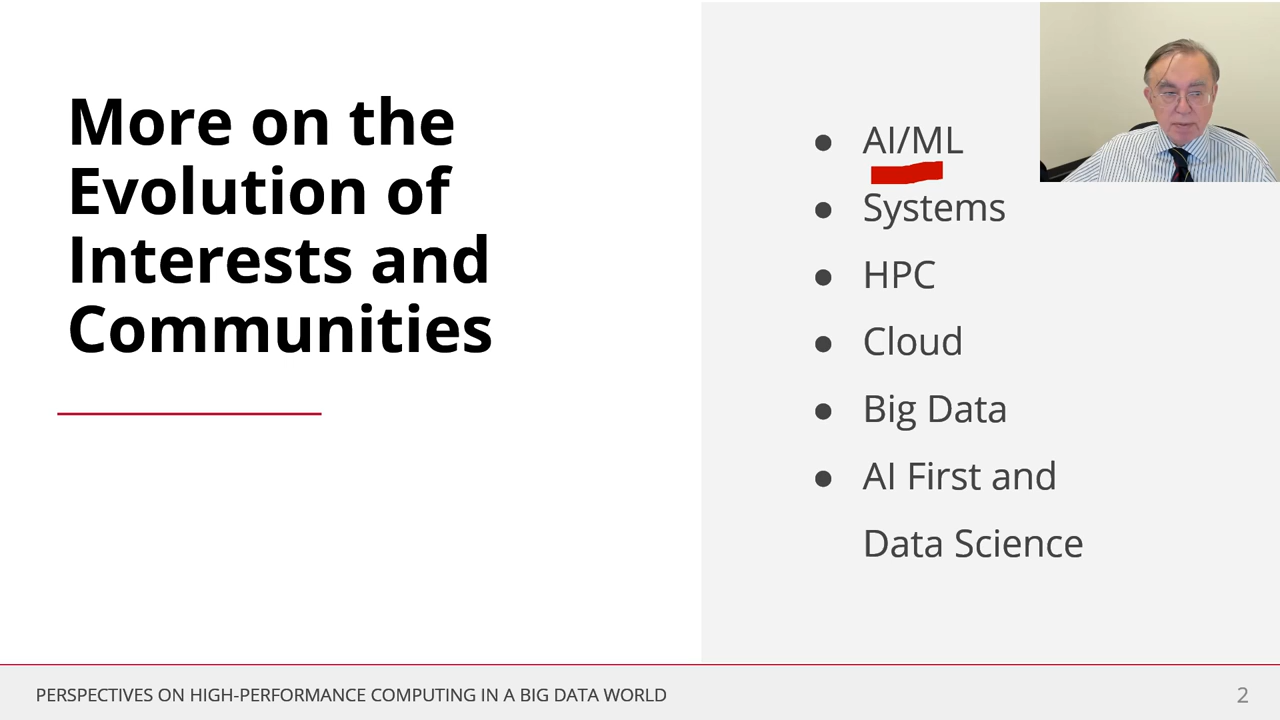 More on the
Evolution of
Interests and
Communities
● AI/ML
● Systems
● HPC
● Cloud
● Big Data
● AI First and
Data Science
PERSPECTIVES ON HIGH-PERFORMANCE COMPUTING IN A BIG DATA WORLD
2